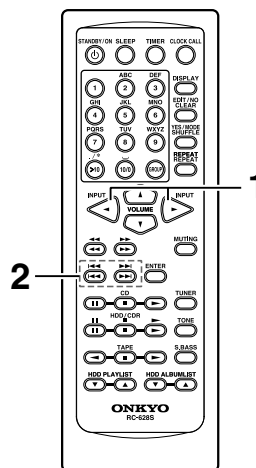 STANDBY/ON SLEEP TIMER CLOCK CALL
ABC DEF DISPLAY
1 2 3
GHI JKL MNO EDIT/NO
CLEAR
4 5 6
PQRS TUV WXYZ YES/MODE
SHUFFLE
7 8 9
./* REPEAT
REPEAT
>10 10/0 GROUP
INPUT INPUT 1
VOLUME
MUTING
2 ENTER
CD TUNER
HDD/CDR TONE
TAPE S.BASS
HDD PLAYLIST HDD ALBUMLIST
ONKYO
RC-628S